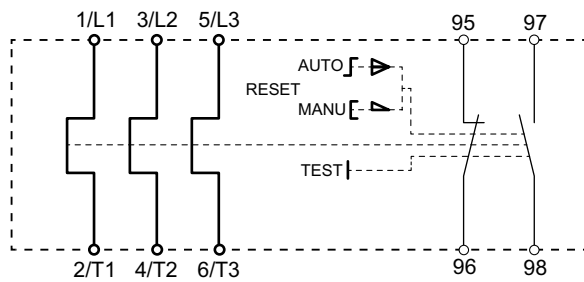 1/L1 3/L2 5/L3 95 97
AUTO
RESET
MANU
TEST
2/T1 4/T2 6/T3 96 98